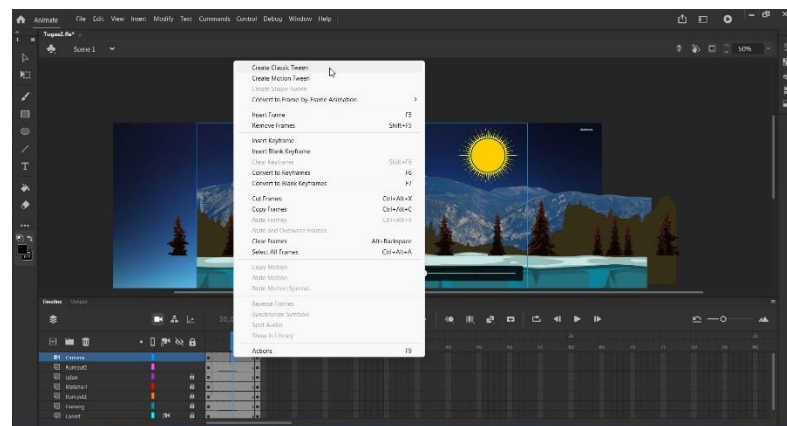 Animate File Edit View Insert Modify Text Commands Control Debug Window Help
Tugas2.fla*
Scene 1
50%
Create Classic Tween
Create Motion Tween
Create Shape Tween
Convert to Frame-by-Frame Animation
Insert Frame F5
Remove Frames Shift+F5
Insert Keyframe
Insert Blank Keyframe
Clear Keyframe Shift+F6
Convert to Keyframes F6
Convert to Blank Keyframes F7
Cut Frames Ctrl+Alt+X
Copy Frames Ctrl+Alt+C
Paste Frames Ctrl+Alt+V
Paste and Overwrite Frames
Clear Frames Alt+Backspace
Select All Frames Ctrl+Alt+A
Copy Motion
Paste Motion
Paste Motion Special...
Reverse Frames
Synchronize Symbols
Split Audio
Show In Library
Actions F9
Timeline Output
Camera
Rumput2
Matahari
Rumput1
Gunung
Langit